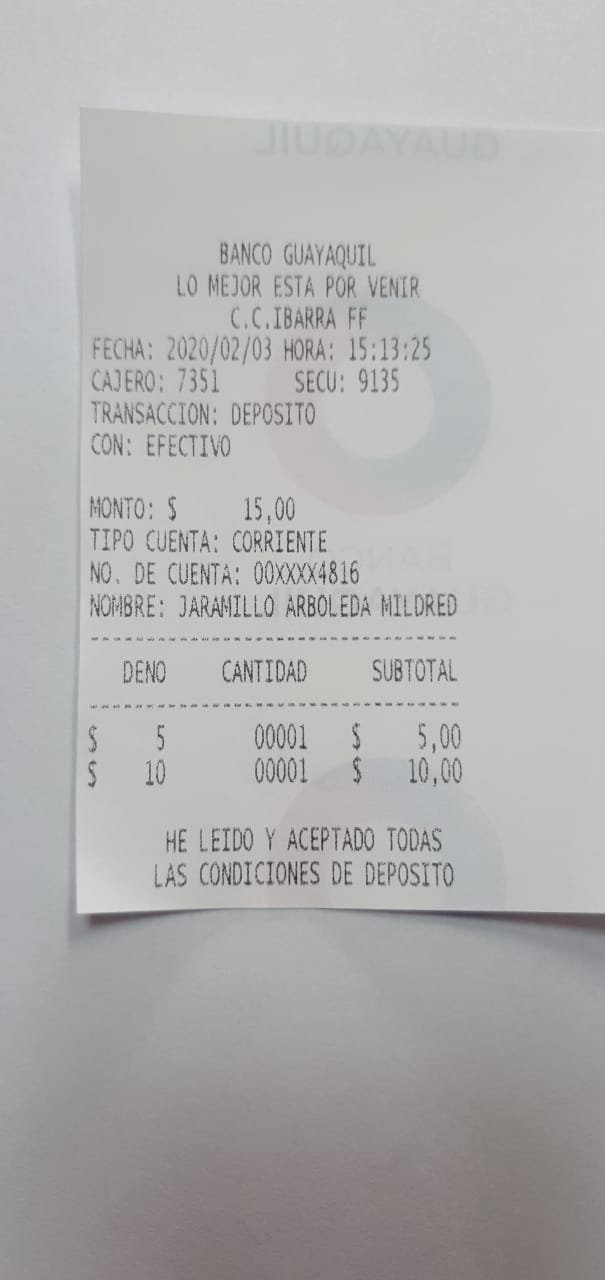 BANCO GUAYAQUIL
LO MEJOR ESTA POR VENIR
C.C.IBARRA FF
FECHA: 2020/02/03 HORA: 15:13:25
CAJERO: 7351 SECU: 9135
TRANSACCION: DEPOSITO
CON: EFECTIVO
MONTO: $ 15,00
TIPO CUENTA: CORRIENTE
NO. DE CUENTA: 00XXXX4816
NOMBRE: JARAMILLO ARBOLEDA MILDRED
DENO CANTIDAD SUBTOTAL
$ 5 00001 $ 5,00
$ 10 00001 $ 10,00
HE LEIDO Y ACEPTADO TODAS
LAS CONDICIONES DE DEPOSITO